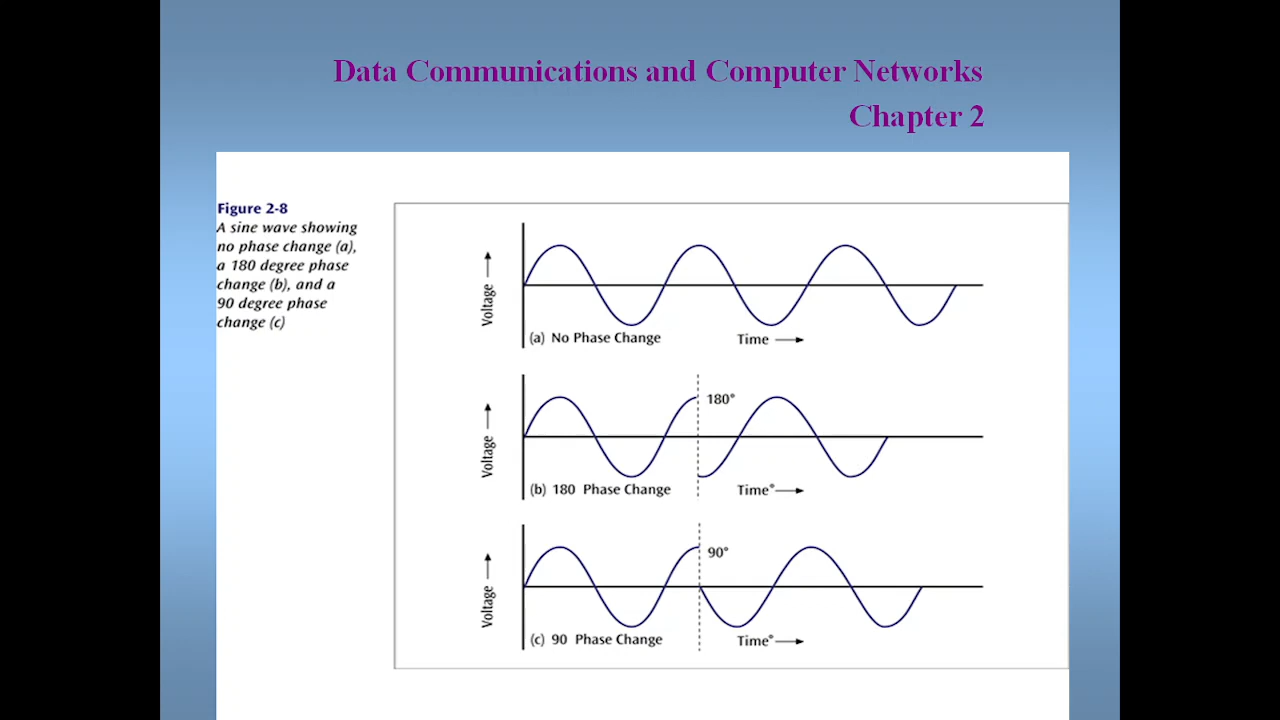 Data Communications and Computer Networks
Chapter 2
Figure 2-8
A sine wave showing
no phase change (a),
a 180 degree phase
change (b), and a
90 degree phase
change (c)
Voltage
(a) No Phase Change
Time
180°
Voltage
(b) 180 Phase Change
Time°
90°
Voltage
(c) 90 Phase Change
Time°